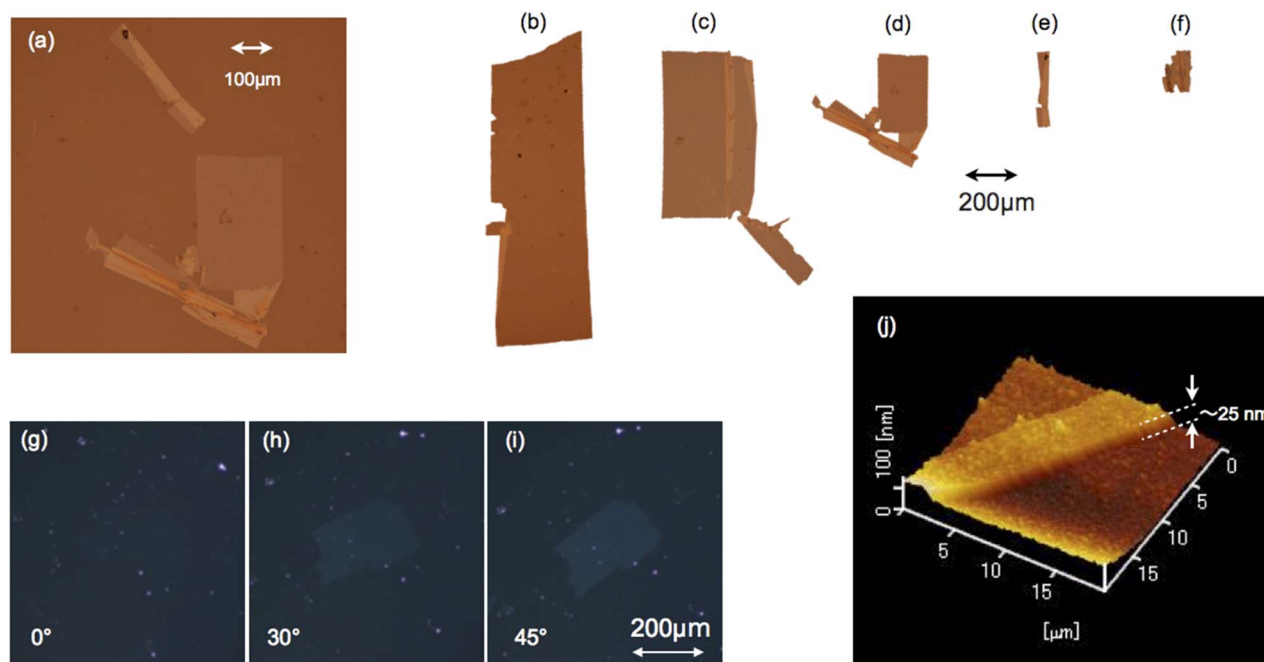 (a)
100μm
(b)
(c)
(d)
(e)
(f)
200μm
(g)
0°
(h)
30°
(i)
45°
200μm
(j)
~25 nm
100 [nm]
0
5
10
15
0
5
10
15
[μm]